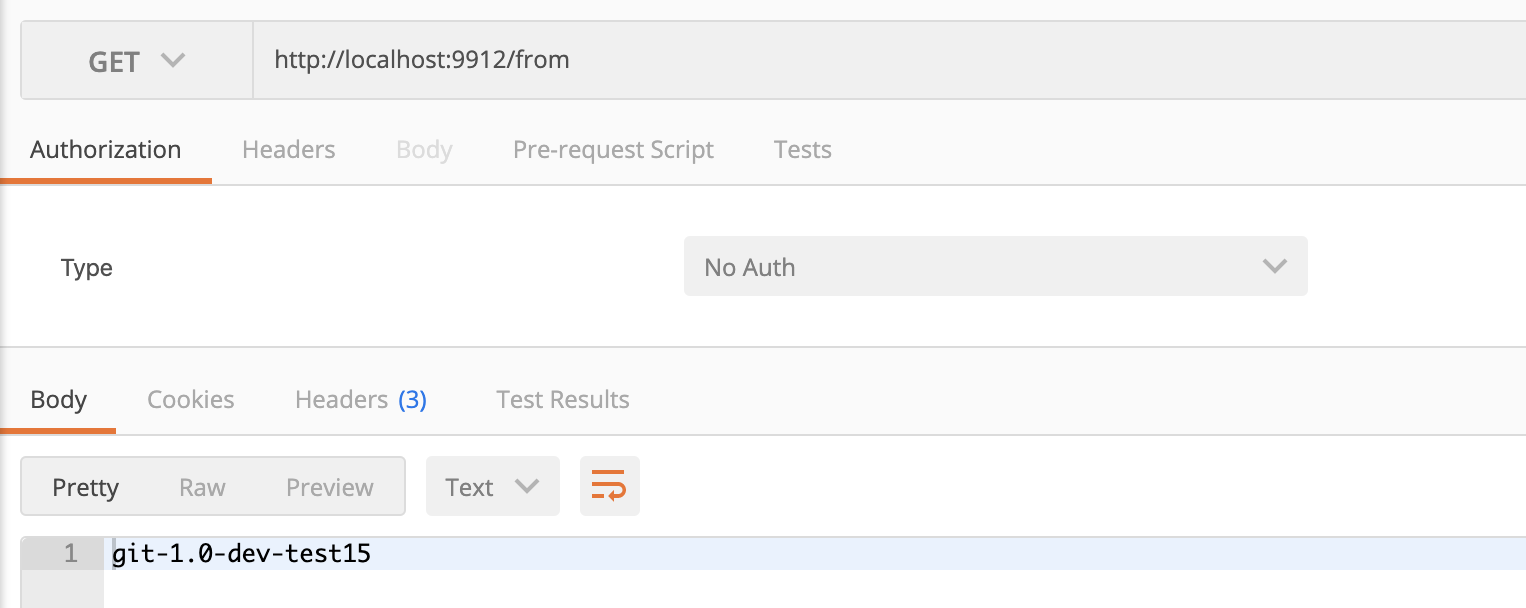 GET http://localhost:9912/from
Authorization Headers Body Pre-request Script Tests
Type No Auth
Body Cookies Headers (3) Test Results
Pretty Raw Preview Text
1 git-1.0-dev-test15